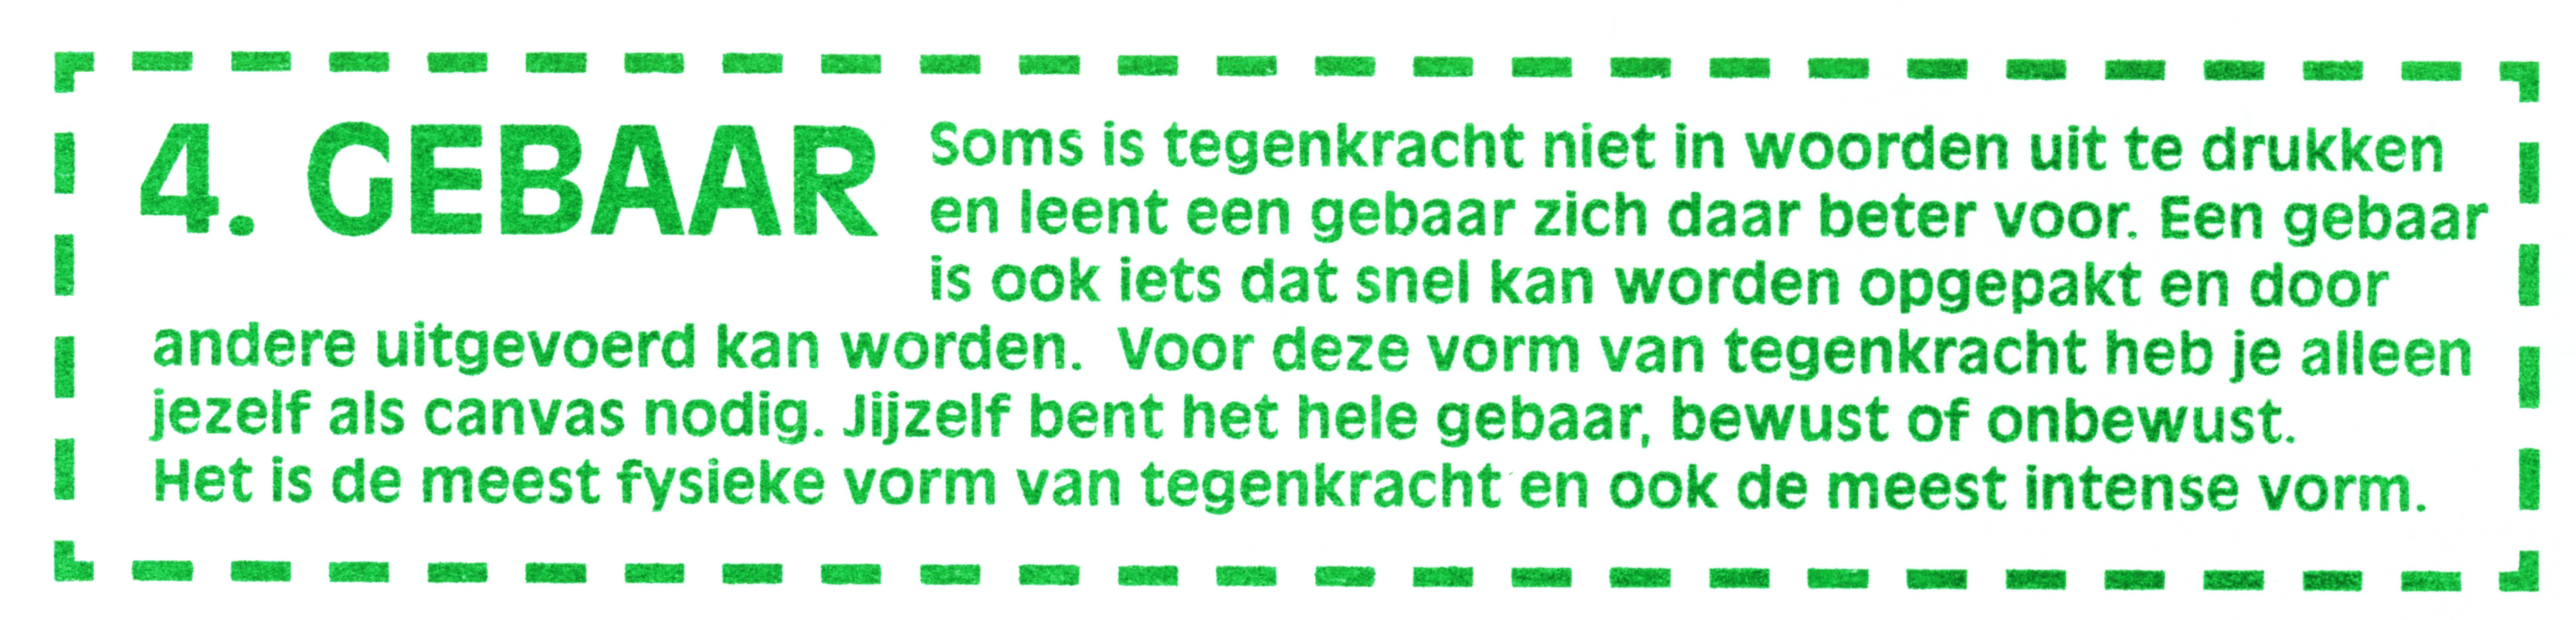 4. GEBAAR
Soms is tegenkracht niet in woorden uit te drukken
en leent een gebaar zich daar beter voor. Een gebaar
is ook iets dat snel kan worden opgepakt en door
andere uitgevoerd kan worden.  Voor deze vorm van tegenkracht heb je alleen
jezelf als canvas nodig. Jijzelf bent het hele gebaar, bewust of onbewust.
Het is de meest fysieke vorm van tegenkracht en ook de meest intense vorm.